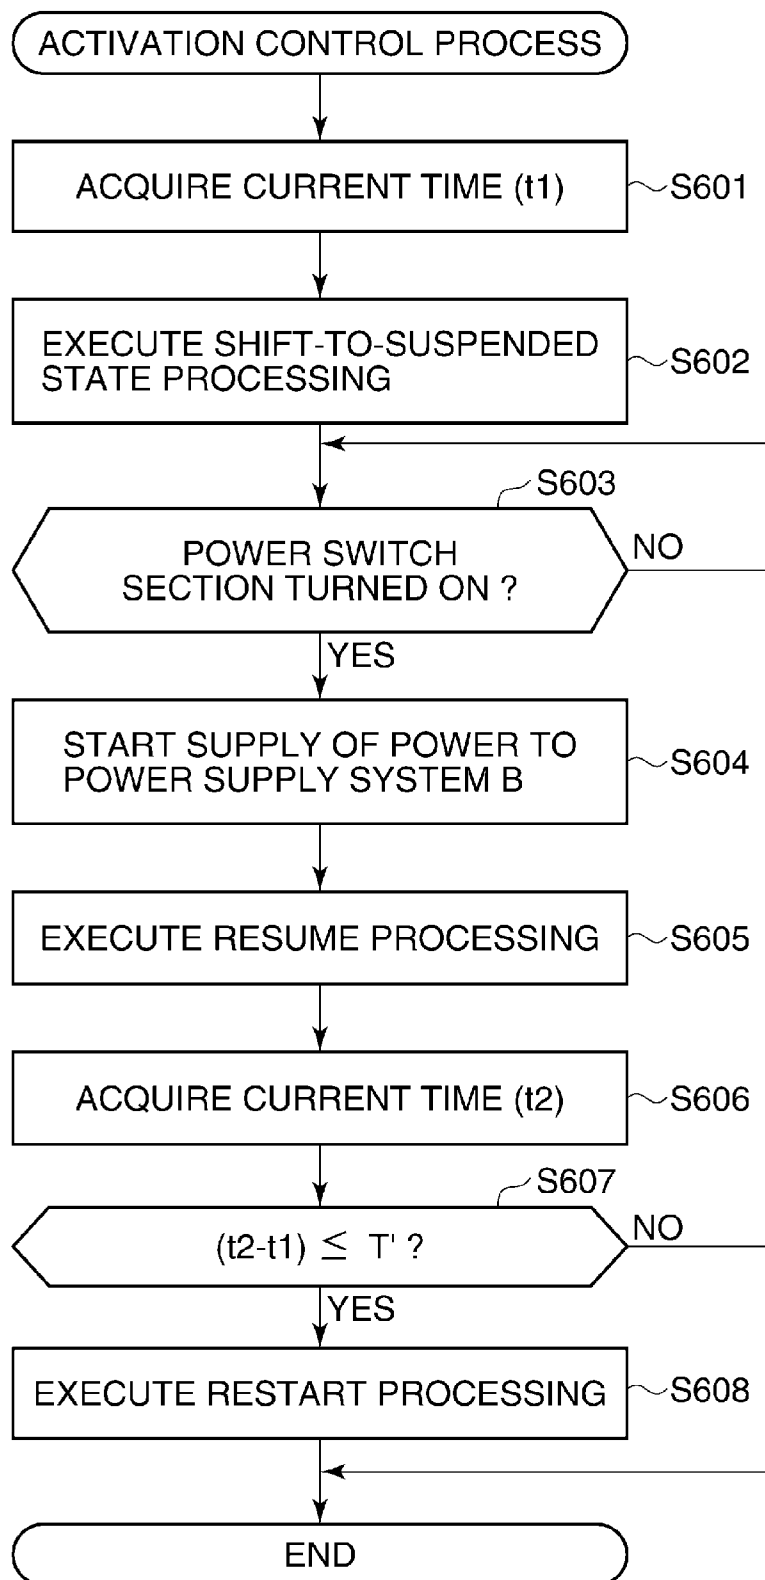 ACTIVATION CONTROL PROCESS
ACQUIRE CURRENT TIME (t1)
S601
EXECUTE SHIFT-TO-SUSPENDED
STATE PROCESSING
S602
S603
POWER SWITCH
SECTION TURNED ON ?
NO
YES
START SUPPLY OF POWER TO
POWER SUPPLY SYSTEM B
S604
EXECUTE RESUME PROCESSING
S605
ACQUIRE CURRENT TIME (t2)
S606
S607
(t2-t1) ≤ T' ?
NO
YES
EXECUTE RESTART PROCESSING
S608
END